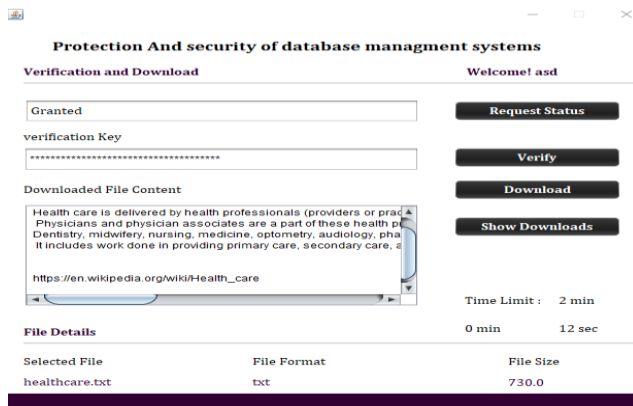 Protection And security of database managment systems
Verification and Download
Welcome! asd
Granted
Request Status
verification Key
*************************************
Verify
Downloaded File Content
Download
Health care is delivered by health professionals (providers or prac
Physicians and physician associates are a part of these health p
Dentistry, midwifery, nursing, medicine, optometry, audiology, pha
It includes work done in providing primary care, secondary care, a
https://en.wikipedia.org/wiki/Health_care
Show Downloads
Time Limit : 2 min
0 min 12 sec
File Details
Selected File File Format File Size
healthcare.txt txt 730.0